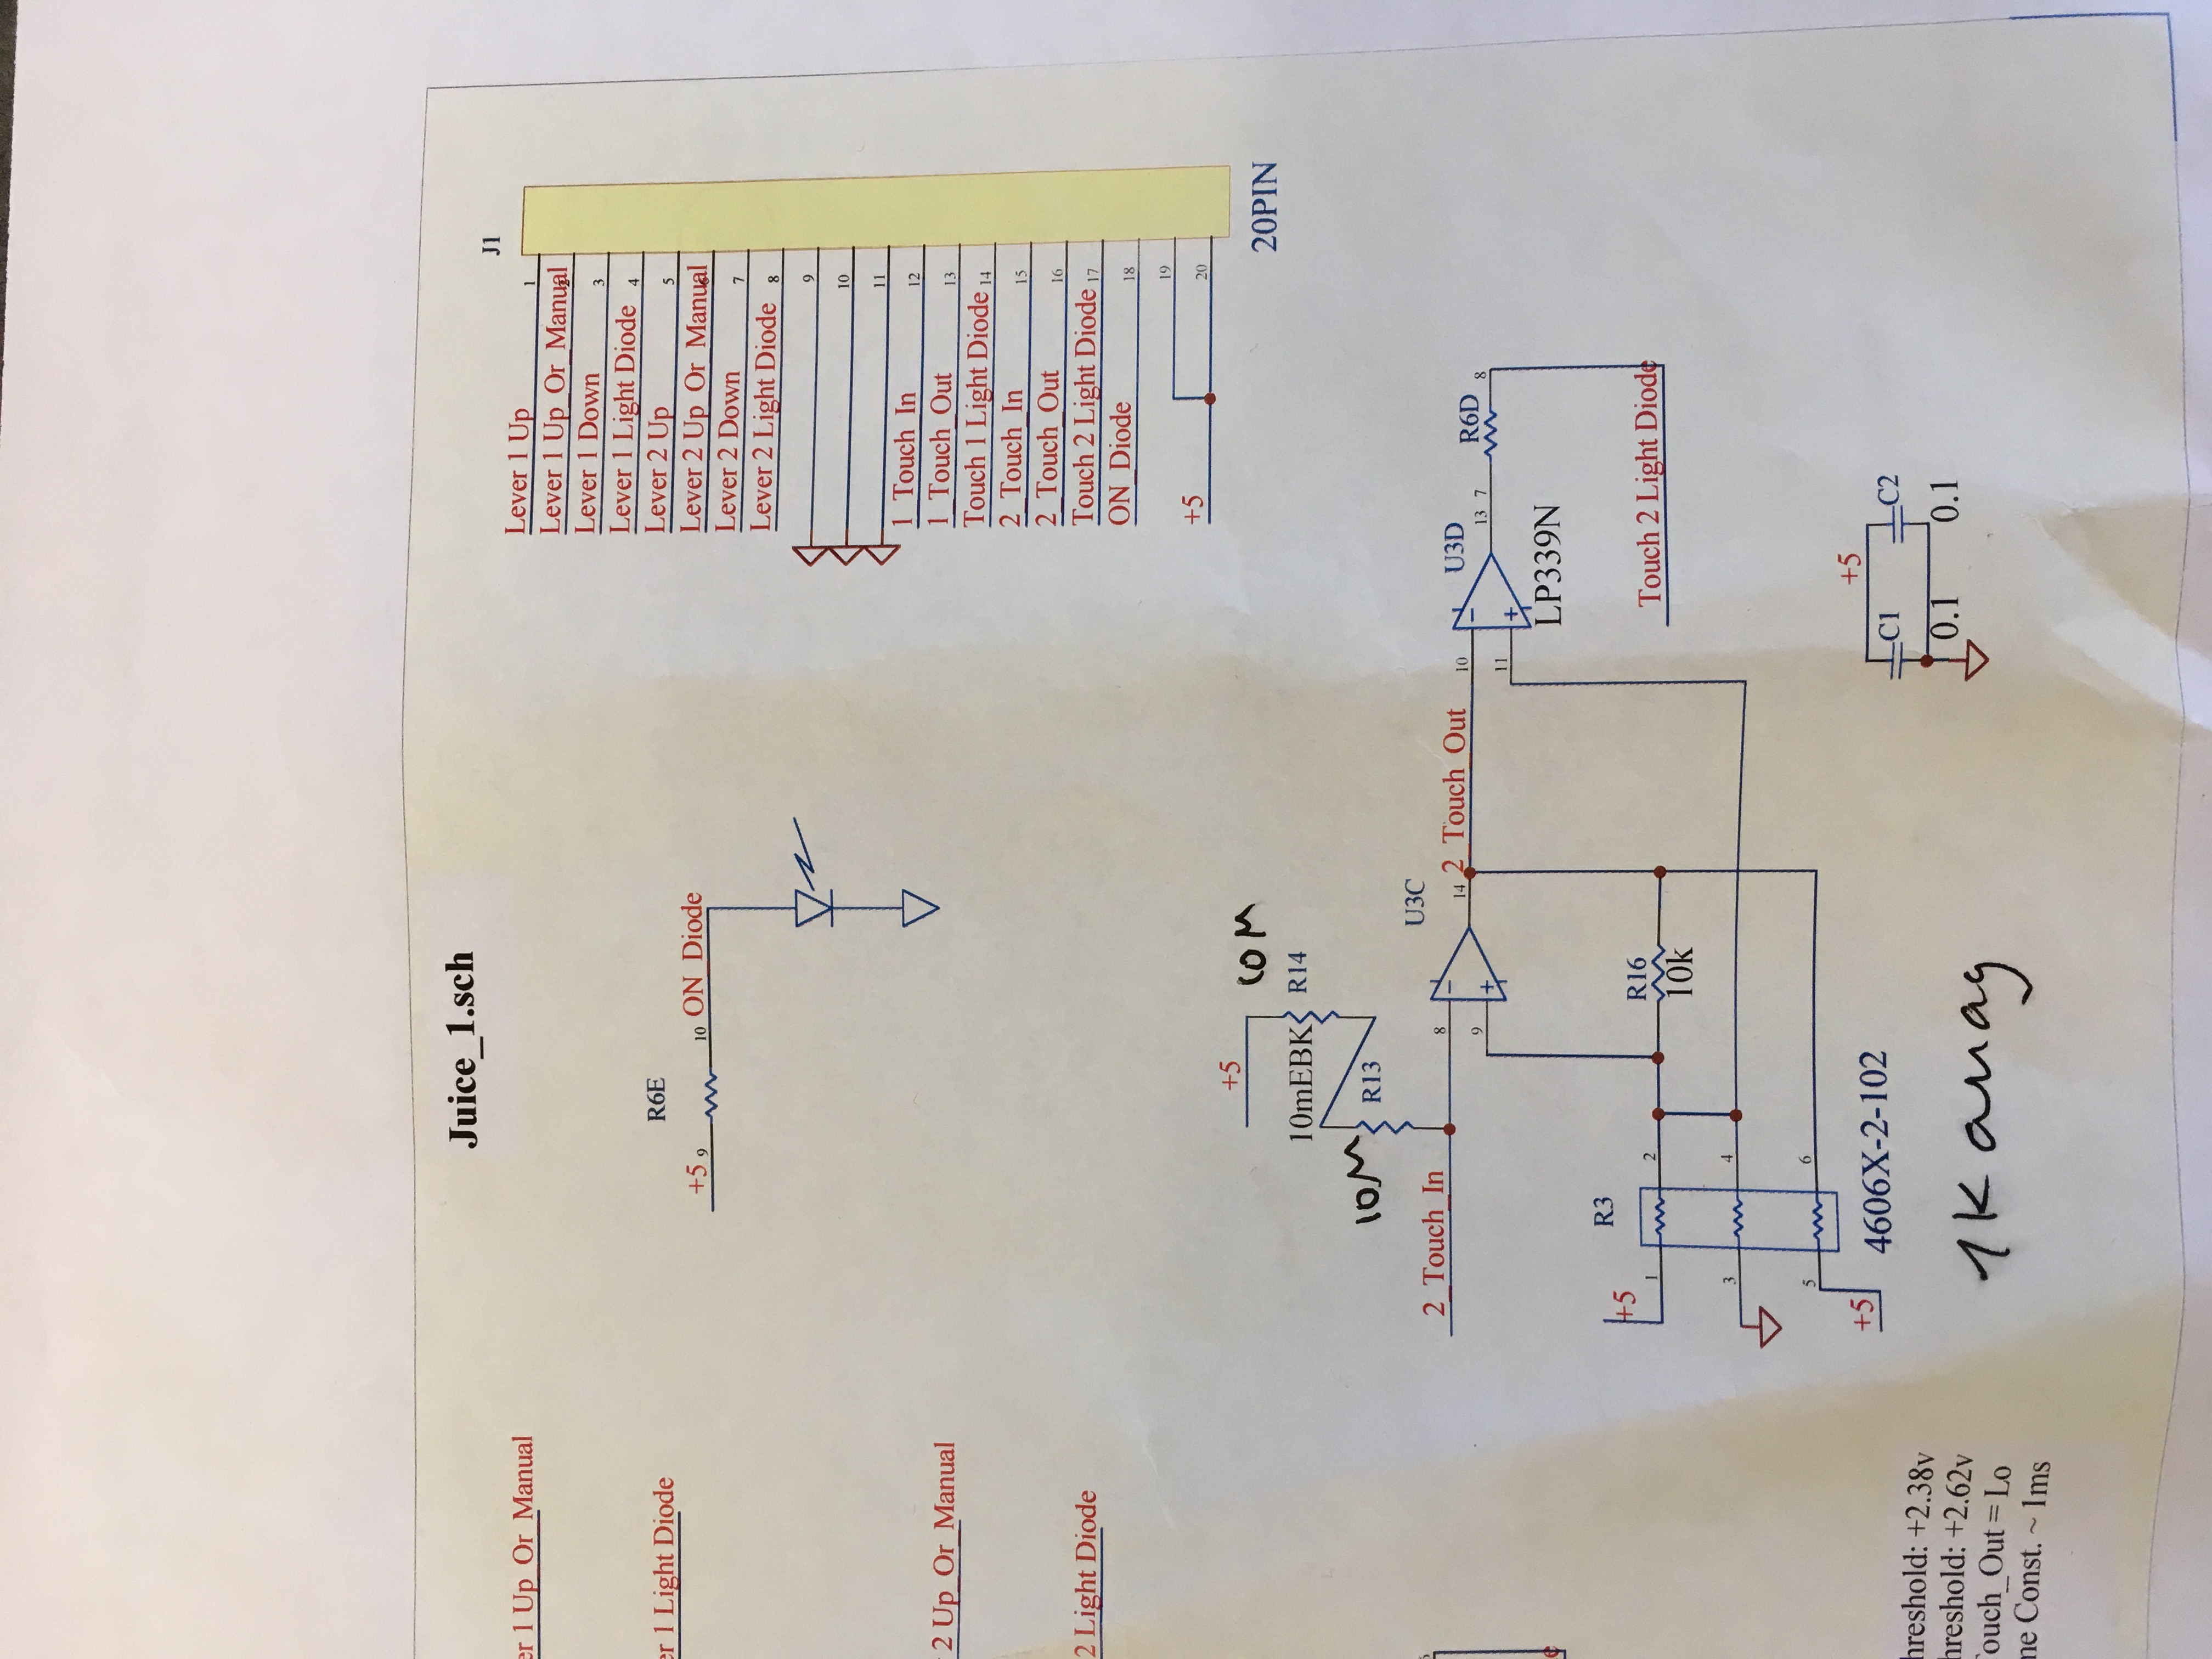 Juice_1.sch
er 1 Up_Or_Manual
er 1 Light Diode
2 Up_Or_Manual
2 Light Diode
R6E
+5 9 10 ON_Diode
J1
Lever 1 Up 1
Lever 1 Up_Or_Manual 2
Lever 1 Down 3
Lever 1 Light Diode 4
Lever 2 Up 5
Lever 2 Up_Or_Manual 6
Lever 2 Down 7
Lever 2 Light Diode 8
9
10
11
1_Touch_In 12
1_Touch_Out 13
Touch 1 Light Diode 14
2_Touch_In 15
2_Touch_Out 16
Touch 2 Light Diode 17
ON_Diode 18
19
+5 20
20PIN
+5
10M
10mEBK R14
10M R13
2_Touch_In 8
9
U3C
14 2_Touch_Out 10
11
U3D
13 7 R6D 8
LP339N
Touch 2 Light Diode
R3
+5
1 2
R16
10k
3 4
5 6
+5
4606X-2-102
+5
C1 C2
0.1 0.1
hreshold: +2.38v
hreshold: +2.62v
Touch_Out = Lo
me Const. ~ 1ms
1K